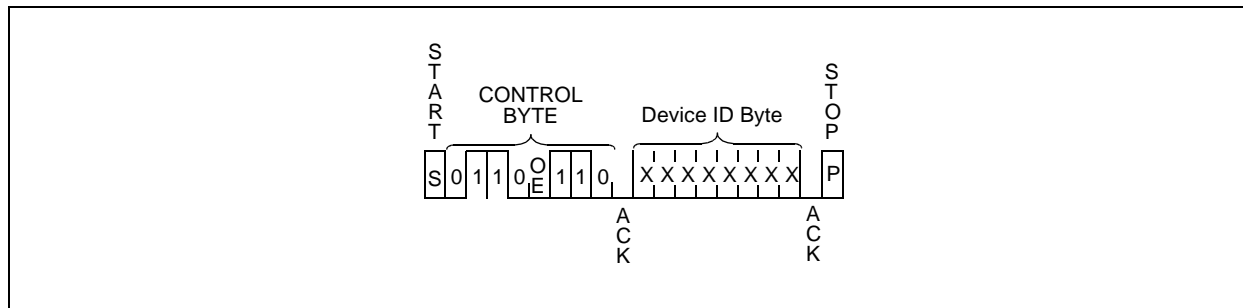 START
CONTROL
BYTE
Device ID Byte
STOP
S 0 1 1 0 OE 1 1 0 X X X X X X X X P
ACK
ACK